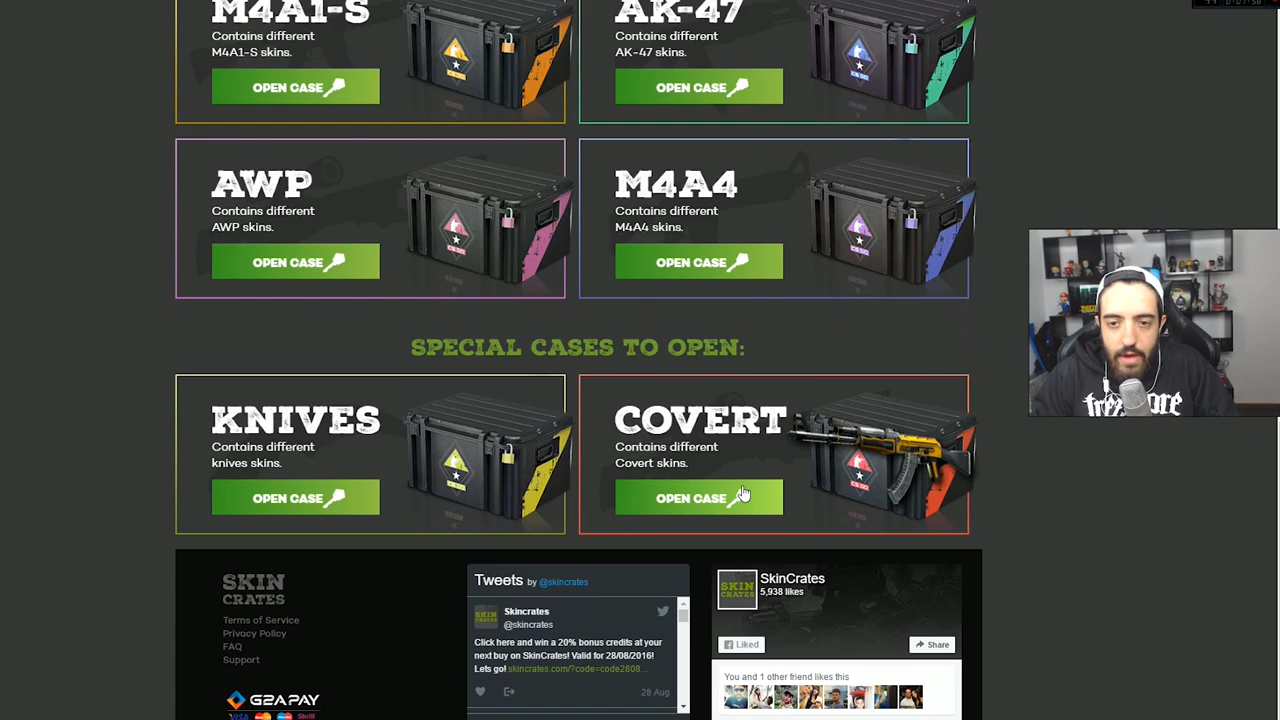 M4A1-S
Contains different
M4A1-S skins.
OPEN CASE
AK-47
Contains different
AK-47 skins.
OPEN CASE
AWP
Contains different
AWP skins.
OPEN CASE
M4A4
Contains different
M4A4 skins.
OPEN CASE
SPECIAL CASES TO OPEN:
KNIVES
Contains different
knives skins.
OPEN CASE
COVERT
Contains different
Covert skins.
OPEN CASE
SKIN
CRATES
Terms of Service
Privacy Policy
FAQ
Support
G2A PAY
VISA
Skrill
Tweets by @skincrates
Skincrates
@skincrates
Click here and win a 20% bonus credits at your
next buy on SkinCrates! Valid for 28/08/2016!
Lets go! skincrates.com/?code=code2808...
28 Aug
SKIN
CRATES
SkinCrates
5,938 likes
Liked
Share
You and 1 other friend likes this